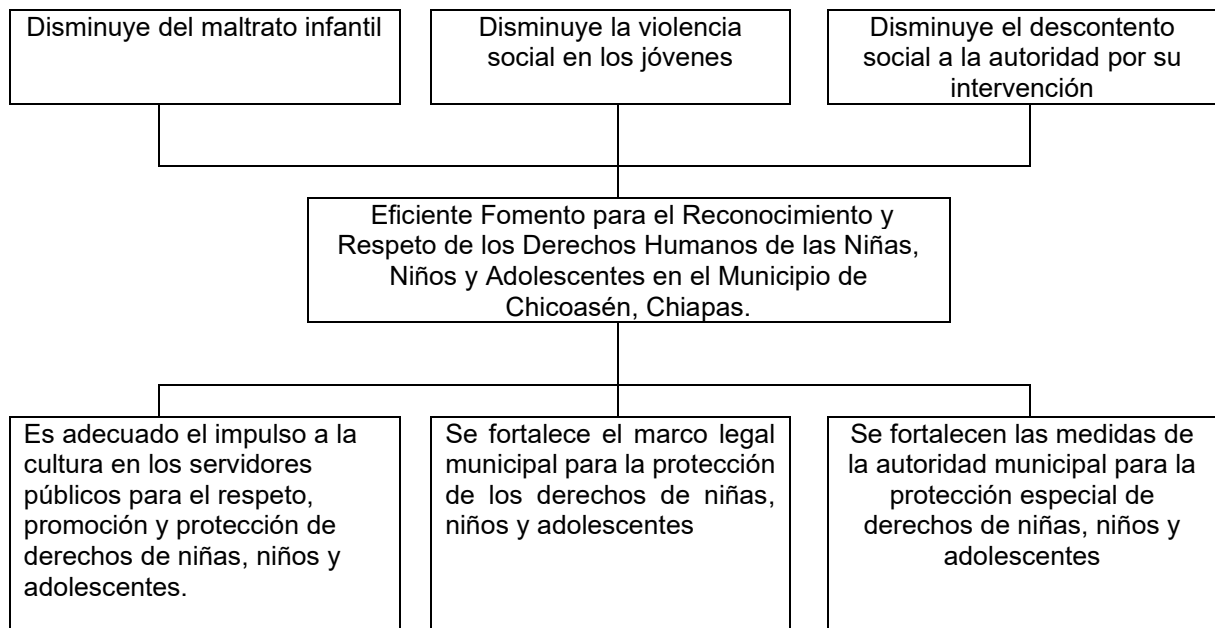 Disminuye del maltrato infantil
Disminuye la violencia
social en los jóvenes
Disminuye el descontento
social a la autoridad por su
intervención
Eficiente Fomento para el Reconocimiento y
Respeto de los Derechos Humanos de las Niñas,
Niños y Adolescentes en el Municipio de
Chicoasén, Chiapas.
Es adecuado el impulso a la
cultura en los servidores
públicos para el respeto,
promoción y protección de
derechos de niñas, niños y
adolescentes.
Se fortalece el marco legal
municipal para la protección
de los derechos de niñas,
niños y adolescentes
Se fortalecen las medidas de
la autoridad municipal para la
protección especial de
derechos de niñas, niños y
adolescentes